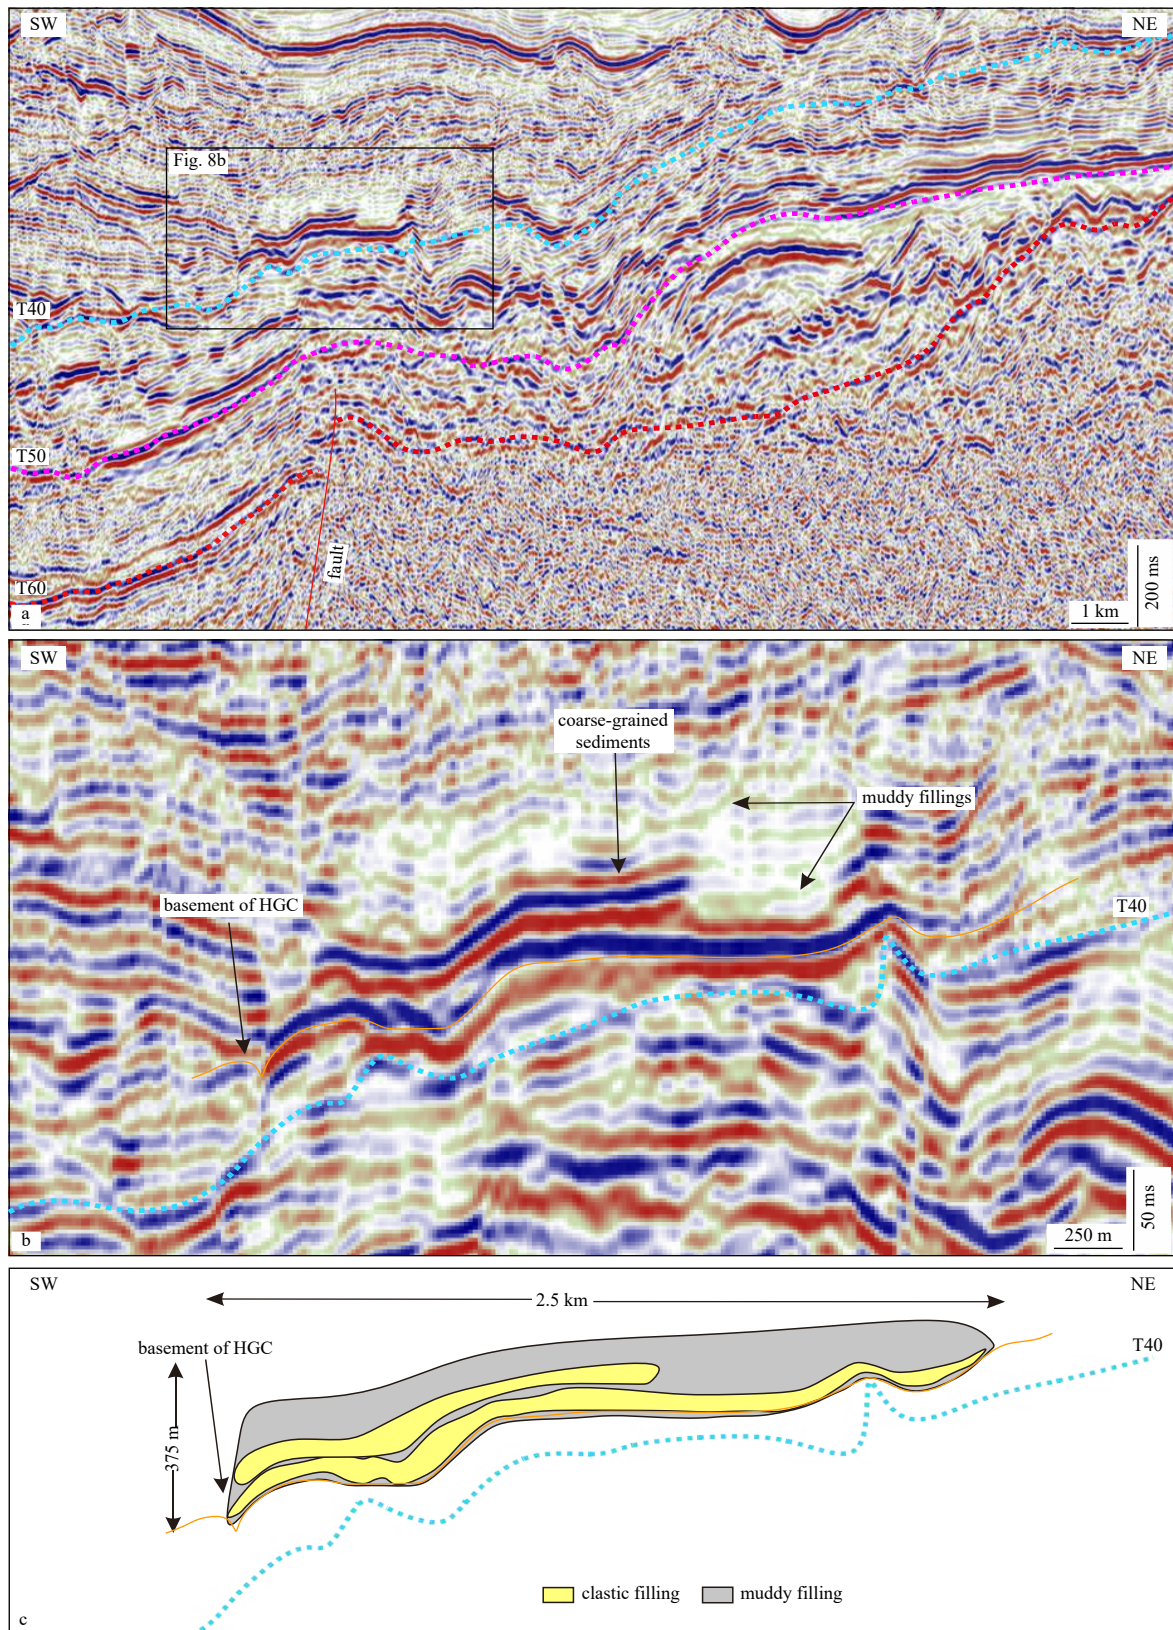 SW
NE
Fig. 8b
T40
T50
T60
fault
a
1 km
200 ms
SW
NE
coarse-grained
sediments
muddy fillings
basement of HGC
T40
b
250 m
50 ms
SW
NE
2.5 km
basement of HGC
T40
375 m
clastic filling
muddy filling
c